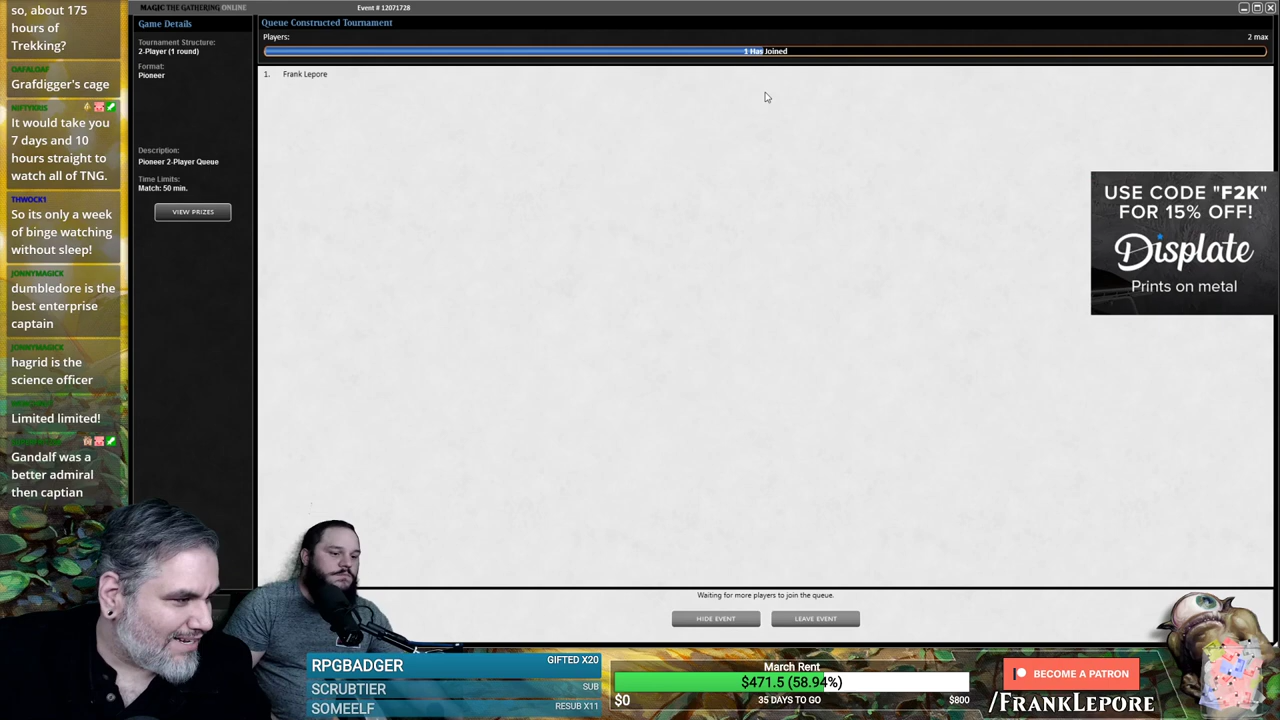 so, about 175
hours of
Trekking?
OAFALOAF
Grafdigger's cage
NIFTYKRIS
It would take you
7 days and 10
hours straight to
watch all of TNG.
THWOCK1
So its only a week
of binge watching
without sleep!
JONNYMAGICK
dumbledore is the
best enterprise
captain
JONNYMAGICK
hagrid is the
science officer
Limited limited!
Gandalf was a
better admiral
then captian
MAGIC THE GATHERING ONLINE
Event # 12071728
Game Details
Tournament Structure:
2-Player (1 round)
Format:
Pioneer
Description:
Pioneer 2-Player Queue
Time Limits:
Match: 50 min.
VIEW PRIZES
Queue Constructed Tournament
Players:
2 max
1 Has Joined
1. Frank Lepore
USE CODE "F2K"
FOR 15% OFF!
Displate
Prints on metal
Waiting for more players to join the queue.
HIDE EVENT
LEAVE EVENT
RPGBADGER GIFTED X20
SCRUBTIER SUB
SOMEELF RESUB X11
March Rent
$471.5 (58.94%)
$0 35 DAYS TO GO $800
BECOME A PATRON
/FRANKLEPORE